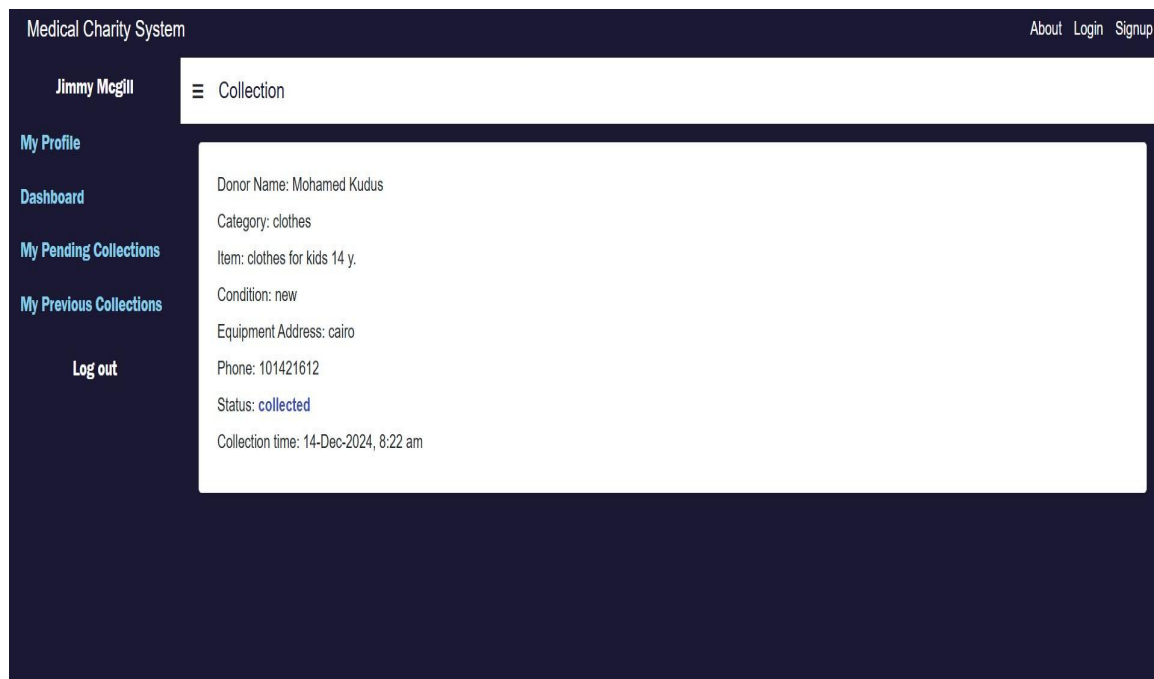 Medical Charity System
About Login Signup
Jimmy Mcgill
My Profile
Dashboard
My Pending Collections
My Previous Collections
Log out
Collection
Donor Name: Mohamed Kudus
Category: clothes
Item: clothes for kids 14 y.
Condition: new
Equipment Address: cairo
Phone: 101421612
Status: collected
Collection time: 14-Dec-2024, 8:22 am